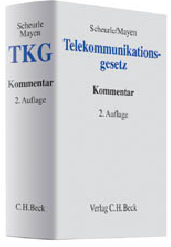 Scheurle/
Mayen
TKG
Kommentar
2. Auflage
C.H.Beck
Scheurle/Mayen
Telekommunikations-
gesetz
Kommentar
2. Auflage
Verlag C.H.Beck